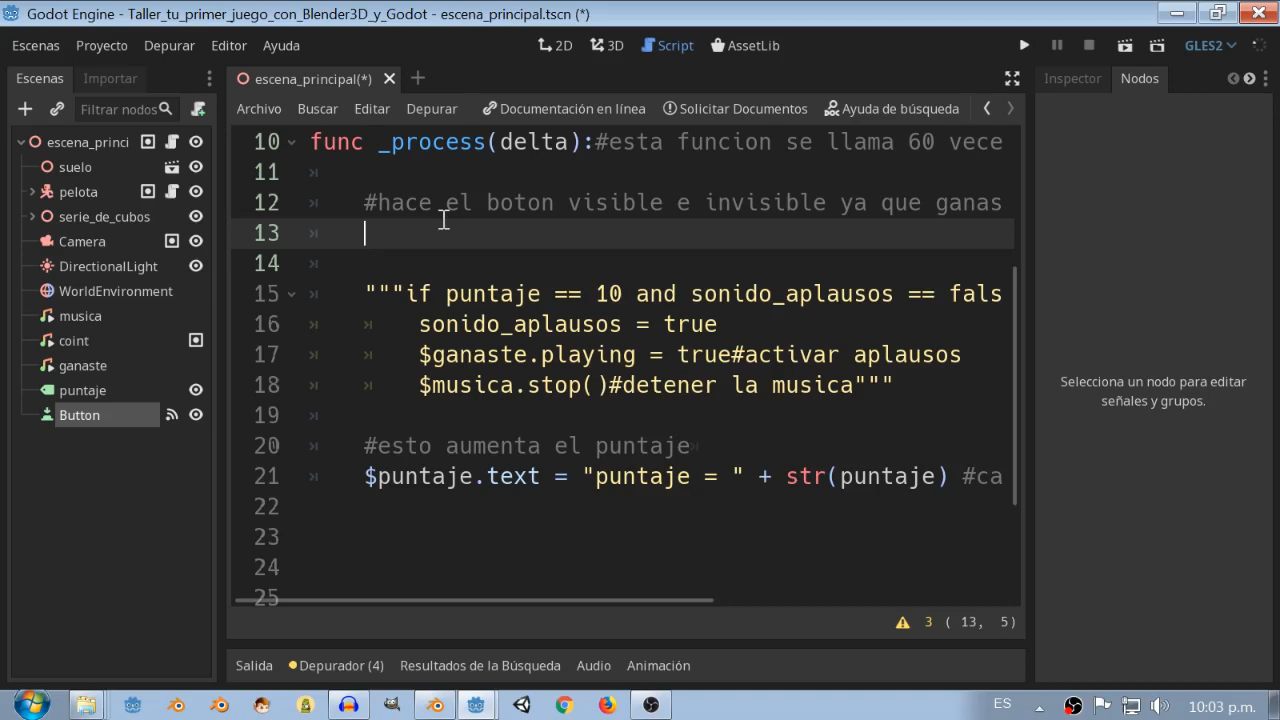 Godot Engine - Taller_tu_primer_juego_con_Blender3D_y_Godot - escena_principal.tscn (*)
Escenas Proyecto Depurar Editor Ayuda 2D 3D Script AssetLib GLES2
Escenas Importar
Filtrar nodos
escena_princi
suelo
pelota
serie_de_cubos
Camera
DirectionalLight
WorldEnvironment
musica
coint
ganaste
puntaje
Button
escena_principal(*)
Archivo Buscar Editar Depurar Documentación en línea Solicitar Documentos Ayuda de búsqueda
10 func _process(delta):#esta funcion se llama 60 vece
11
12 #hace el boton visible e invisible ya que ganas
13
14
15 """if puntaje == 10 and sonido_aplausos == fals
16 sonido_aplausos = true
17 $ganaste.playing = true#activar aplausos
18 $musica.stop()#detener la musica"""
19
20 #esto aumenta el puntaje
21 $puntaje.text = "puntaje = " + str(puntaje) #ca
22
23
24
25
3 ( 13, 5)
Salida Depurador (4) Resultados de la Búsqueda Audio Animación
Inspector Nodos
Selecciona un nodo para editar
señales y grupos.
ES 10:03 p.m.